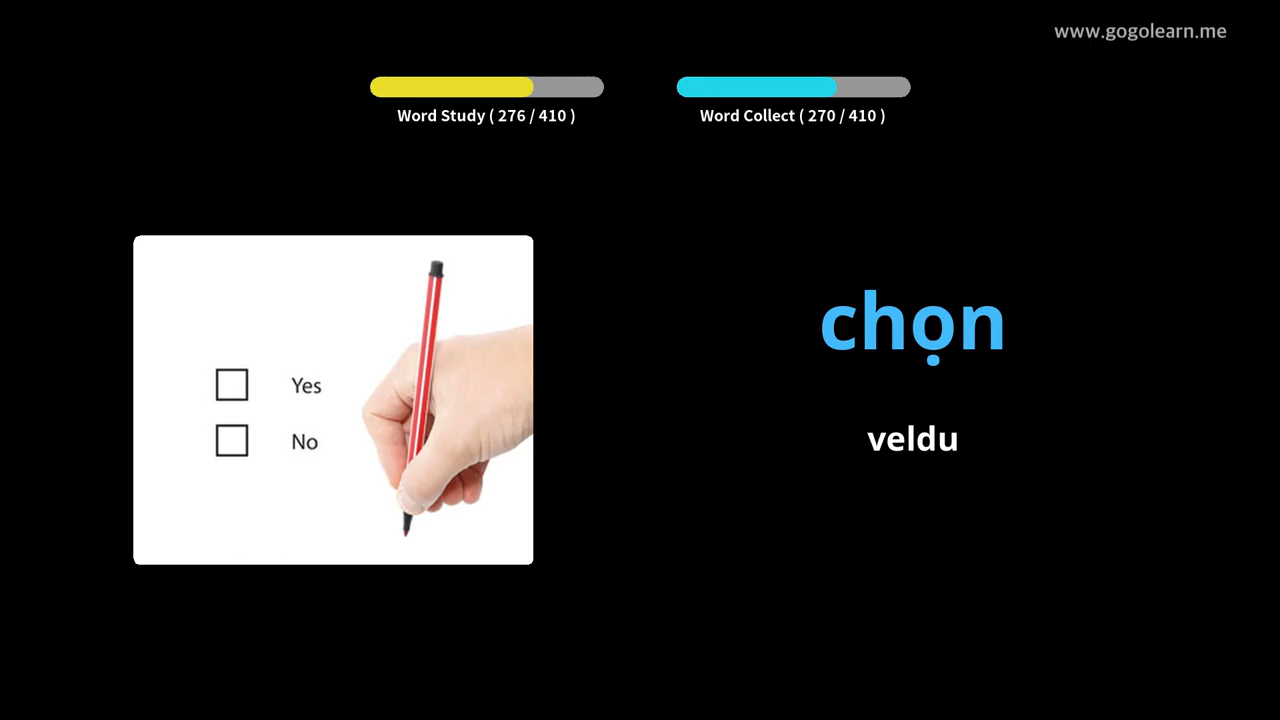 www.gogolearn.me
Word Study ( 276 / 410 )
Word Collect ( 270 / 410 )
Yes
No
chọn
veldu